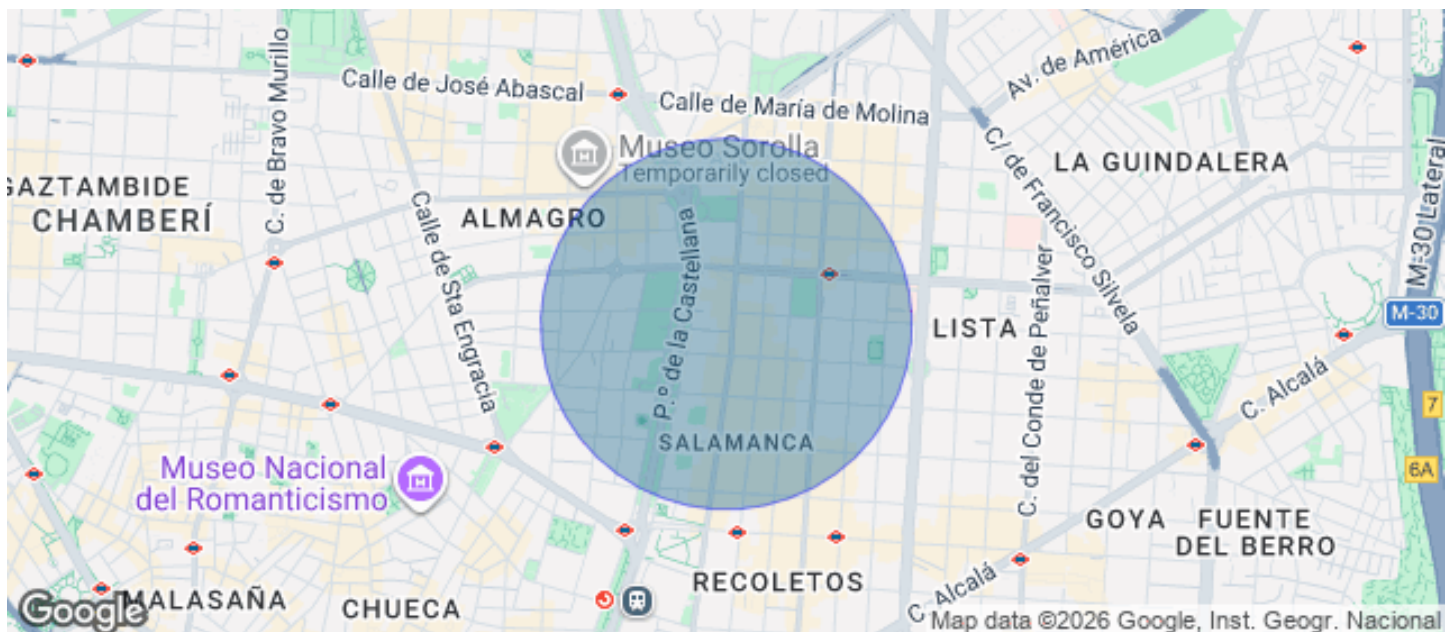 Av. de América
C. de Bravo Murillo
Calle de José Abascal
Calle de María de Molina
Museo Sorolla
Temporarily closed
C/ de Francisco Silvela
LA GUINDALERA
M-30 Lateral
GAZTAMBIDE
CHAMBERÍ
ALMAGRO
Calle de Sta Engracia
P.º de la Castellana
C. del Conde de Peñalver
LISTA
M-30
C. Alcalá
7
SALAMANCA
Museo Nacional
del Romanticismo
6A
GOYA
FUENTE
DEL BERRO
RECOLETOS
C. Alcalá
MALASAÑA
CHUECA
Google
Map data ©2026 Google, Inst. Geogr. Nacional